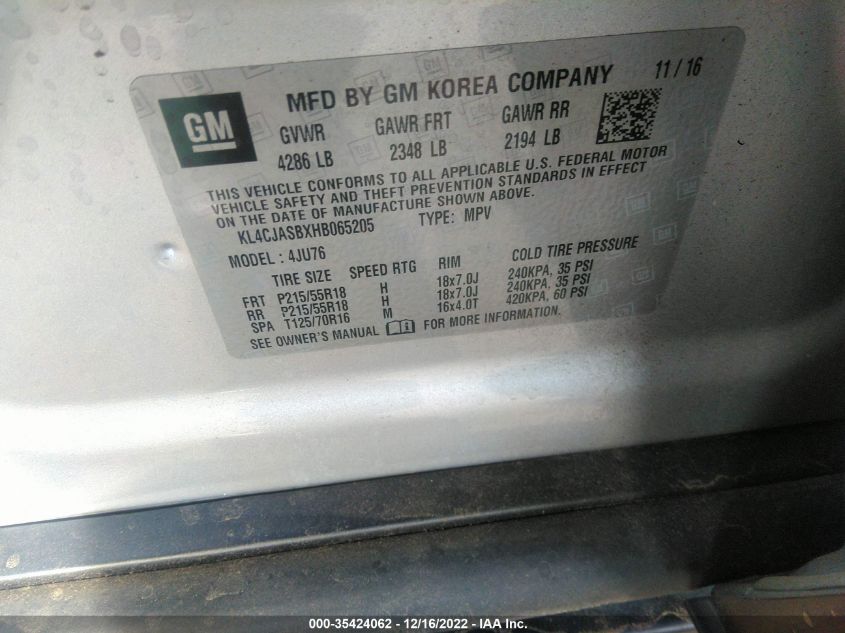 GM
MFD BY GM KOREA COMPANY 11 / 16
GVWR GAWR FRT GAWR RR
4286 LB 2348 LB 2194 LB
THIS VEHICLE CONFORMS TO ALL APPLICABLE U.S. FEDERAL MOTOR
VEHICLE SAFETY AND THEFT PREVENTION STANDARDS IN EFFECT
ON THE DATE OF MANUFACTURE SHOWN ABOVE.
KL4CJASBXHB065205 TYPE: MPV
MODEL : 4JU76
TIRE SIZE SPEED RTG RIM COLD TIRE PRESSURE
FRT P215/55R18 H 18x7.0J 240KPA, 35 PSI
RR P215/55R18 H 18x7.0J 240KPA, 35 PSI
SPA T125/70R16 M 16x4.0T 420KPA, 60 PSI
SEE OWNER'S MANUAL FOR MORE INFORMATION.
000-35424062 - 12/16/2022 - IAA Inc.